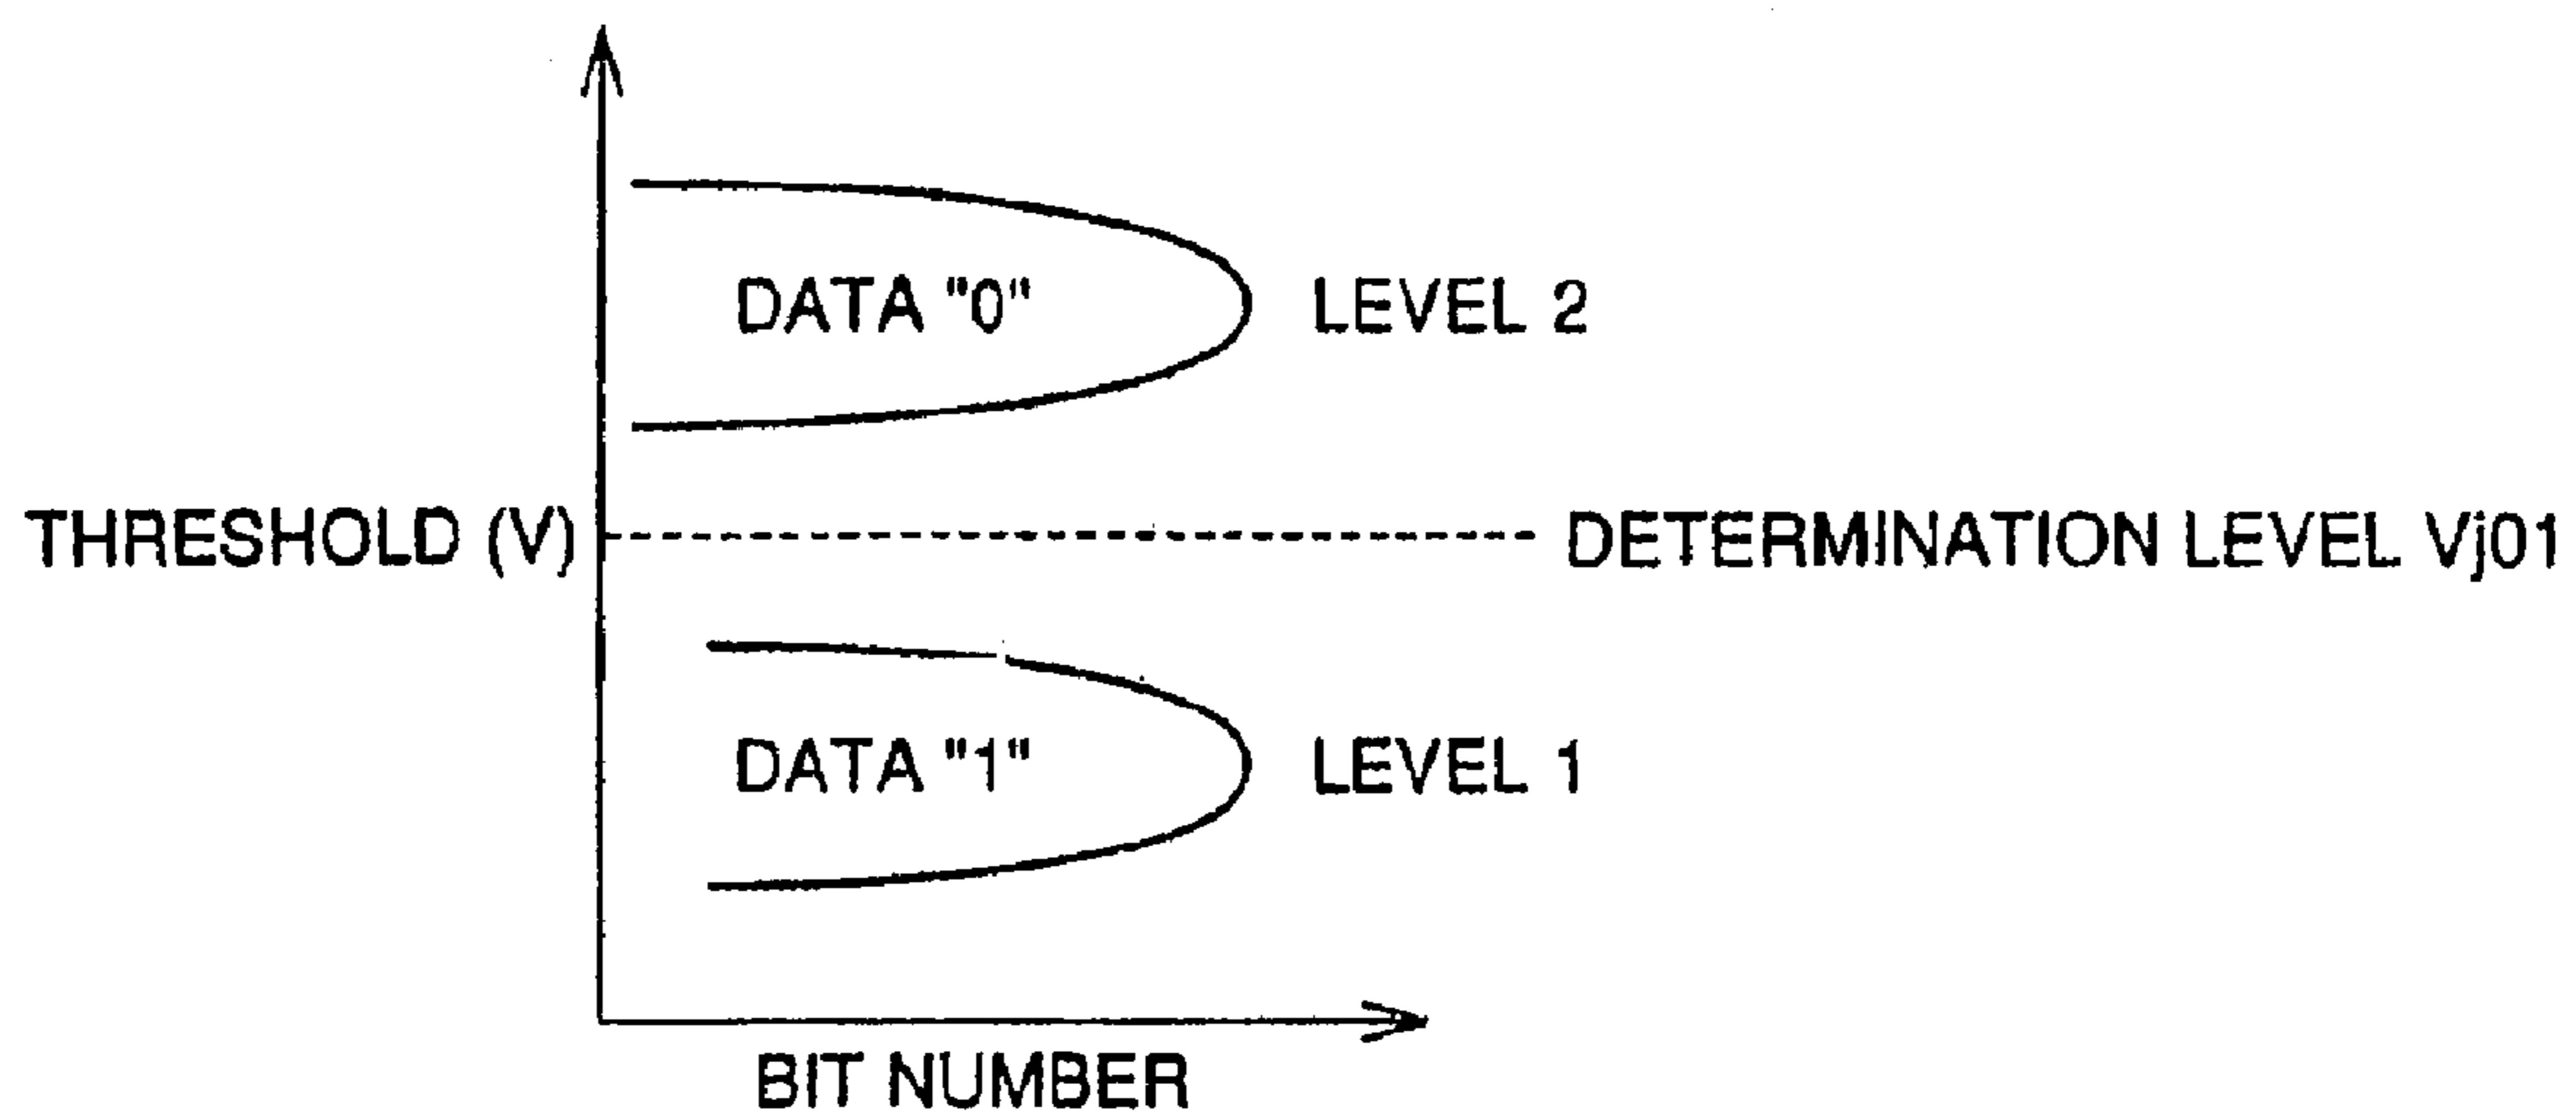 DATA "0"
LEVEL 2
THRESHOLD (V)
DETERMINATION LEVEL Vj01
DATA "1"
LEVEL 1
BIT NUMBER